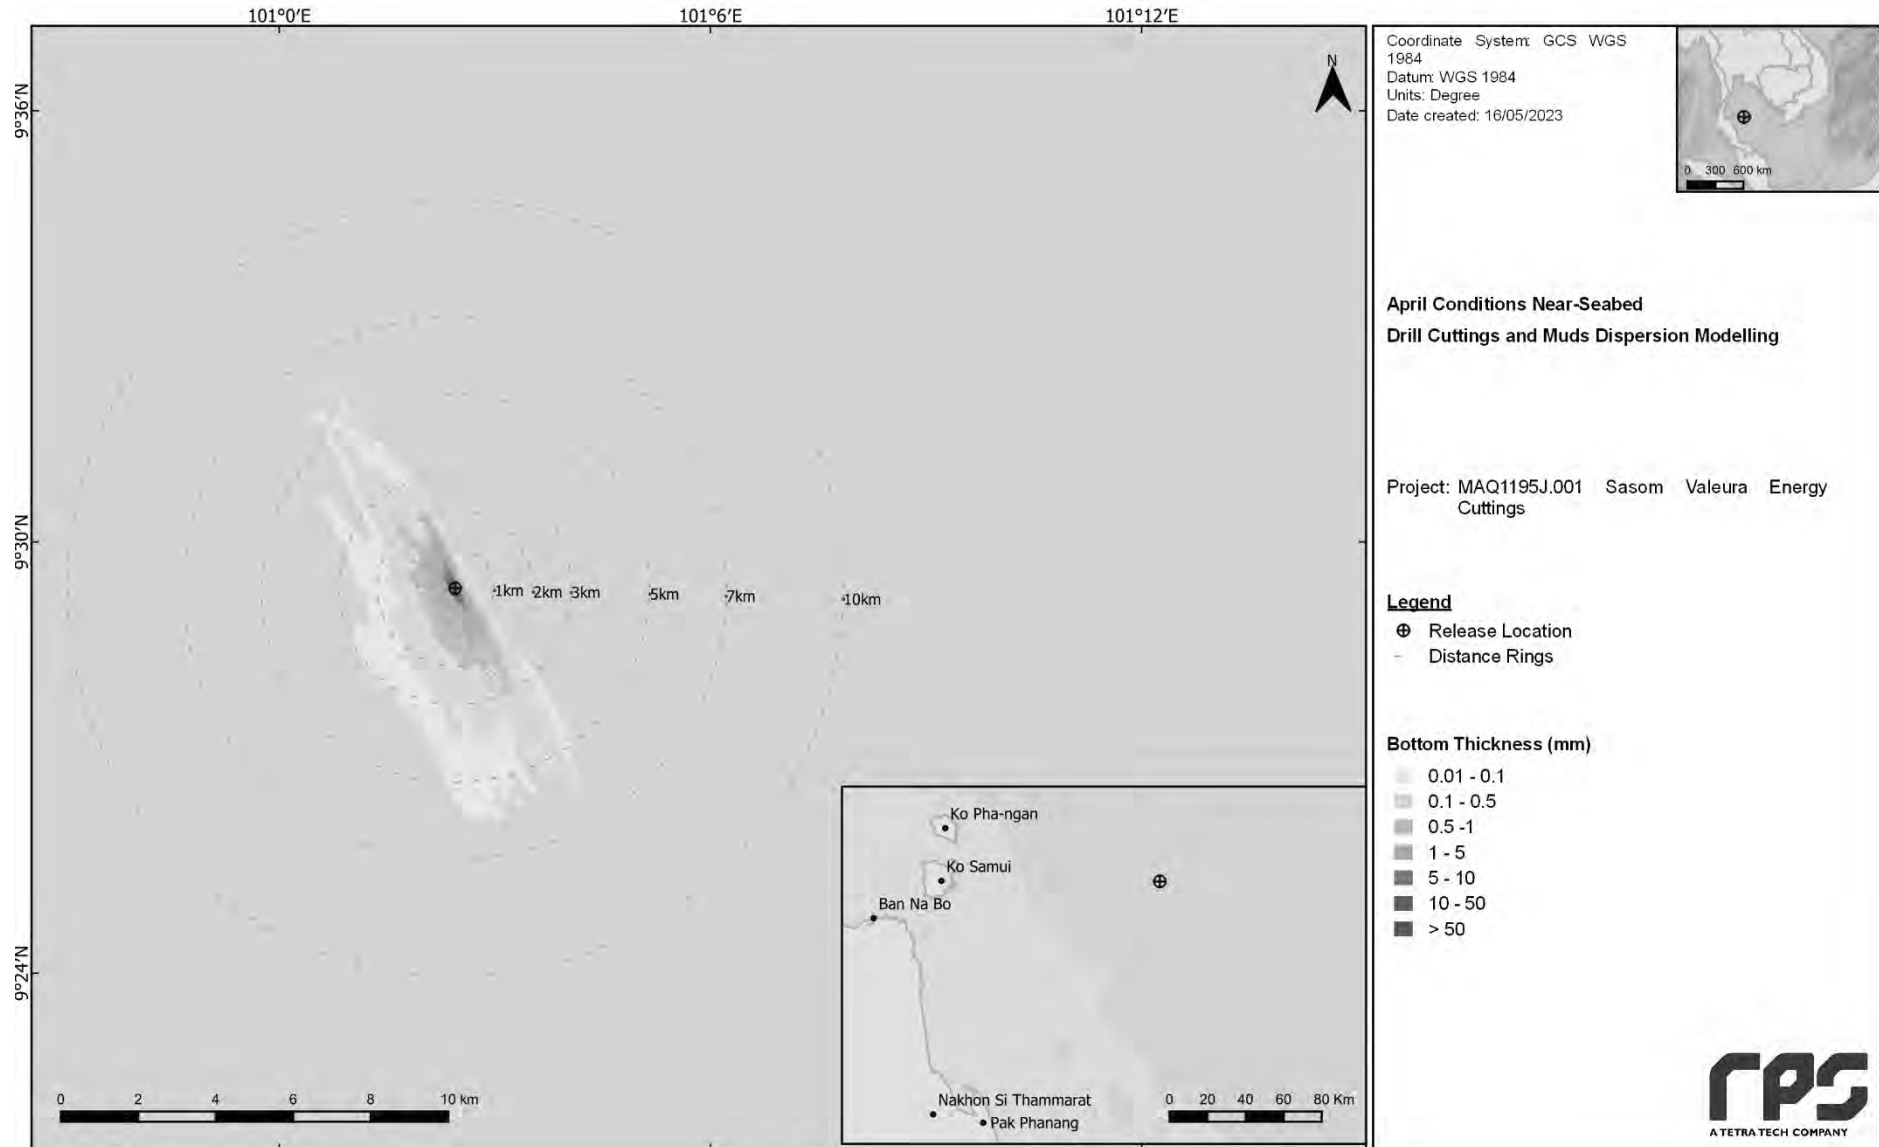 101°0'E
101°6'E
101°12'E
9°36'N
9°30'N
9°24'N
N
1km
2km
3km
5km
7km
10km
0 2 4 6 8 10 km
Ko Pha-ngan
Ko Samui
Ban Na Bo
Nakhon Si Thammarat
Pak Phanang
0 20 40 60 80 Km
Coordinate System: GCS WGS
1984
Datum: WGS 1984
Units: Degree
Date created: 16/05/2023
0 300 600 km
April Conditions Near-Seabed
Drill Cuttings and Muds Dispersion Modelling
Project: MAQ1195J.001 Sasom Valeura Energy
Cuttings
Legend
Release Location
Distance Rings
Bottom Thickness (mm)
0.01 - 0.1
0.1 - 0.5
0.5 -1
1 - 5
5 - 10
10 - 50
> 50
rps
A TETRA TECH COMPANY